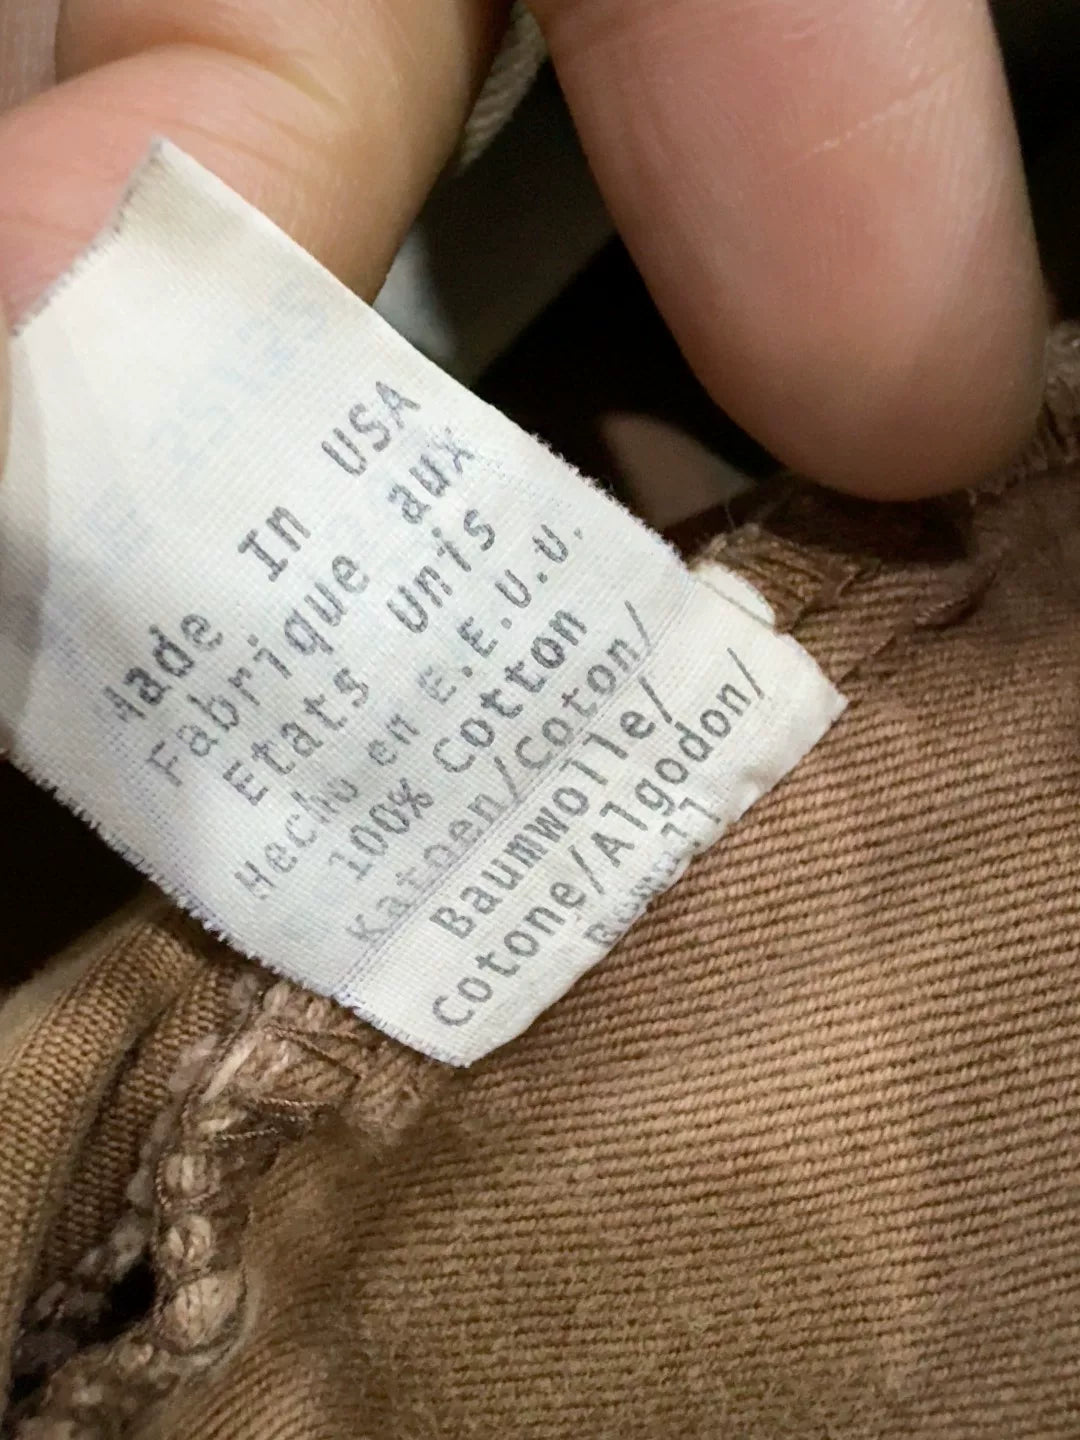 Made In USA
Fabrique aux
Etats Unis
Hecho en E.E.U.U.
100% Cotton
Katoen/Coton/
Baumwolle/
Cotone/Algodon/